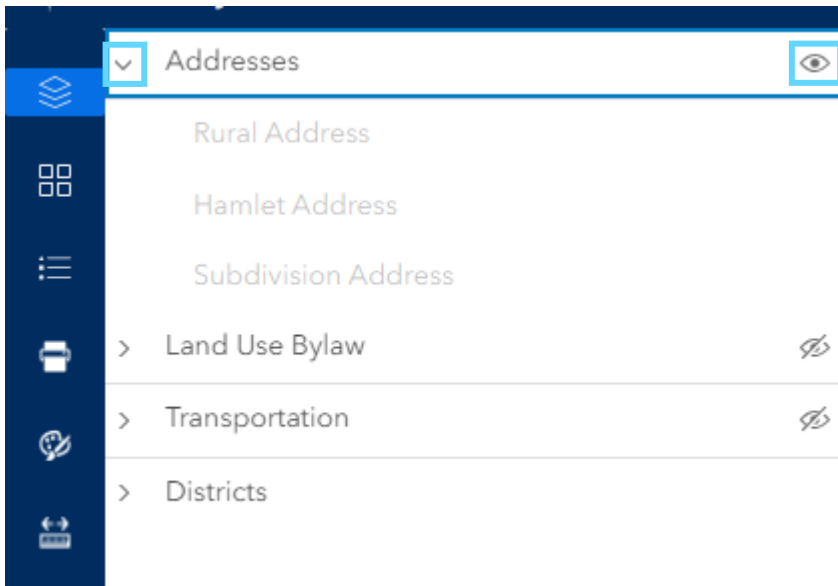 Addresses
Rural Address
Hamlet Address
Subdivision Address
Land Use Bylaw
Transportation
Districts